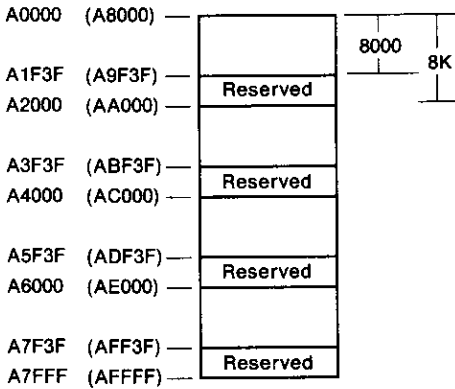 A0000 (A8000)
8000
8K
A1F3F (A9F3F)
Reserved
A2000 (AA000)
A3F3F (ABF3F)
Reserved
A4000 (AC000)
A5F3F (ADF3F)
Reserved
A6000 (AE000)
A7F3F (AFF3F)
Reserved
A7FFF (AFFFF)